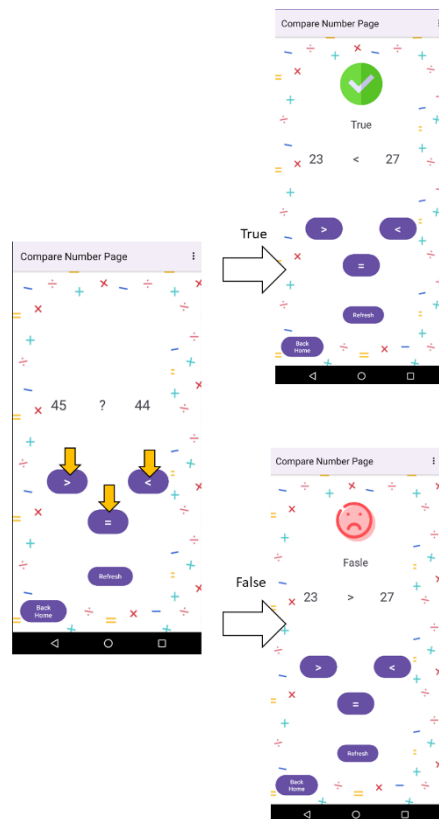 Compare Number Page
45 ? 44
>
<
=
Refresh
Back
Home
True
Compare Number Page
True
23 < 27
>
<
=
Refresh
Back
Home
False
Compare Number Page
Fasle
23 > 27
>
<
=
Refresh
Back
Home